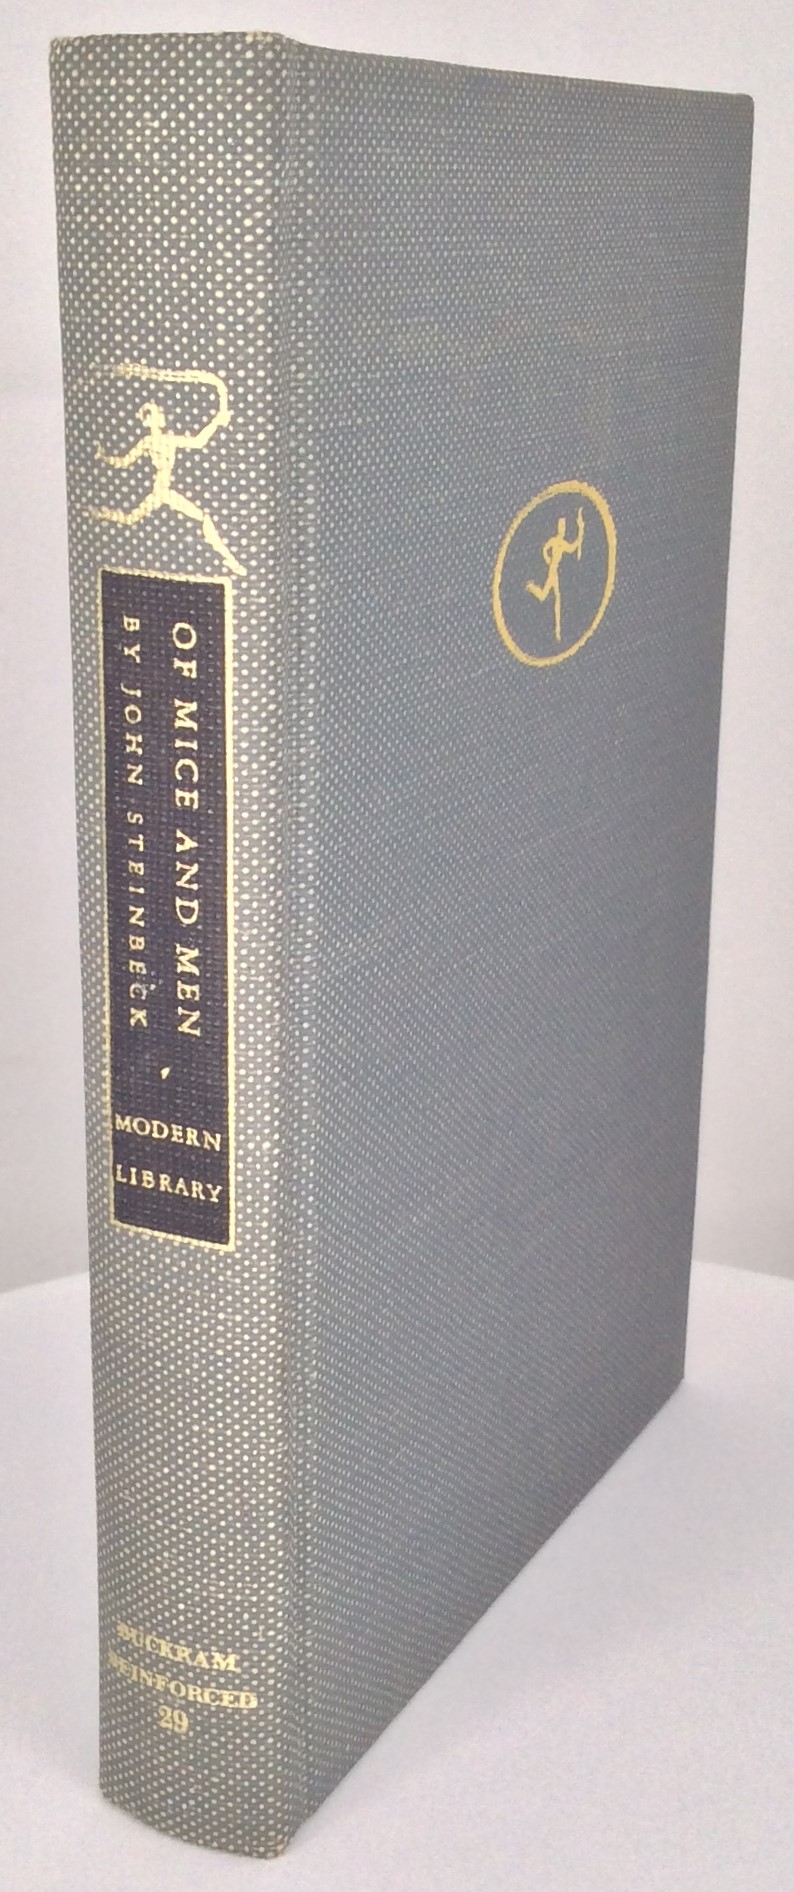 OF MICE AND MEN
BY JOHN STEINBECK
MODERN
LIBRARY
BUCKRAM
REINFORCED
29